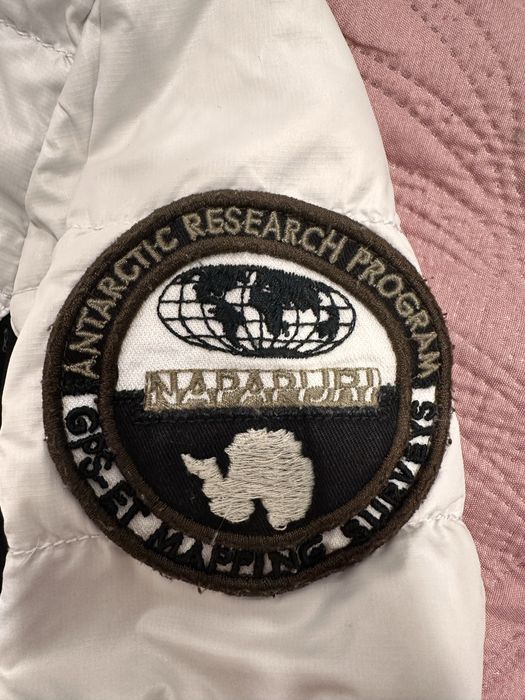 ANTARCTIC RESEARCH PROGRAM
NAPAPIJRI
GPS-ET MAPPING SURVEYS